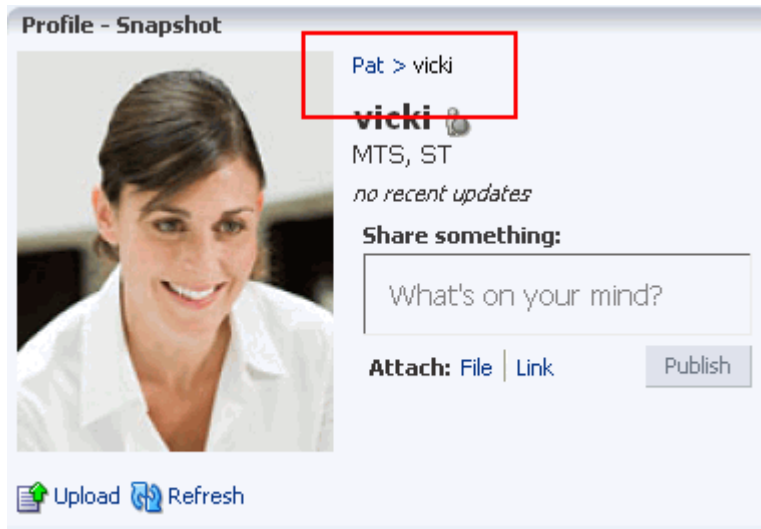 Profile - Snapshot
Pat > vicki
vicki
MTS, ST
no recent updates
Share something:
What's on your mind?
Attach: File | Link
Publish
Upload Refresh